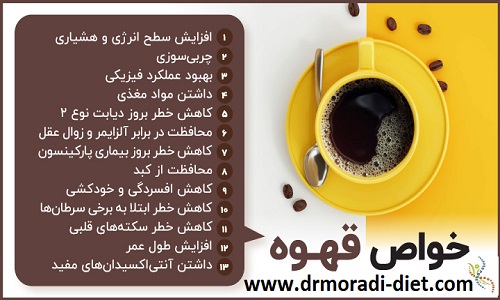 ۱ افزایش سطح انرژی و هشیاری
۲ چربی‌سوزی
۳ بهبود عملکرد فیزیکی
۴ داشتن مواد مغذی
۵ کاهش خطر بروز دیابت نوع ۲
۶ محافظت در برابر آلزایمر و زوال عقل
۷ کاهش خطر بروز بیماری پارکینسون
۸ محافظت از کبد
۹ کاهش افسردگی و خودکشی
۱۰ کاهش خطر ابتلا به برخی سرطان‌ها
۱۱ کاهش خطر سکته‌های قلبی
۱۲ افزایش طول عمر
۱۳ داشتن آنتی‌اکسیدان‌های مفید
خواص قهوه
www.drmoradi-diet.com